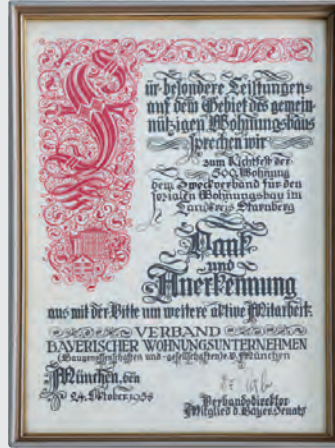 Für besondere Leistungen
auf dem Gebiet des gemein-
nützigen Wohnungsbaus
sprechen wir
zum Richtfest der
500. Wohnung
dem Zweckverband für den
sozialen Wohnungsbau im
Landkreis Starnberg
Dank
und
Anerkennung
aus mit der Bitte um weitere aktive Mitarbeit.
VERBAND
BAYERISCHER WOHNUNGSUNTERNEHMEN
(Baugenossenschaften und -gesellschaften) e.V. München
München, den
24. Oktober 1958
Verbandsdirektor
Mitglied d. Bayer. Senats